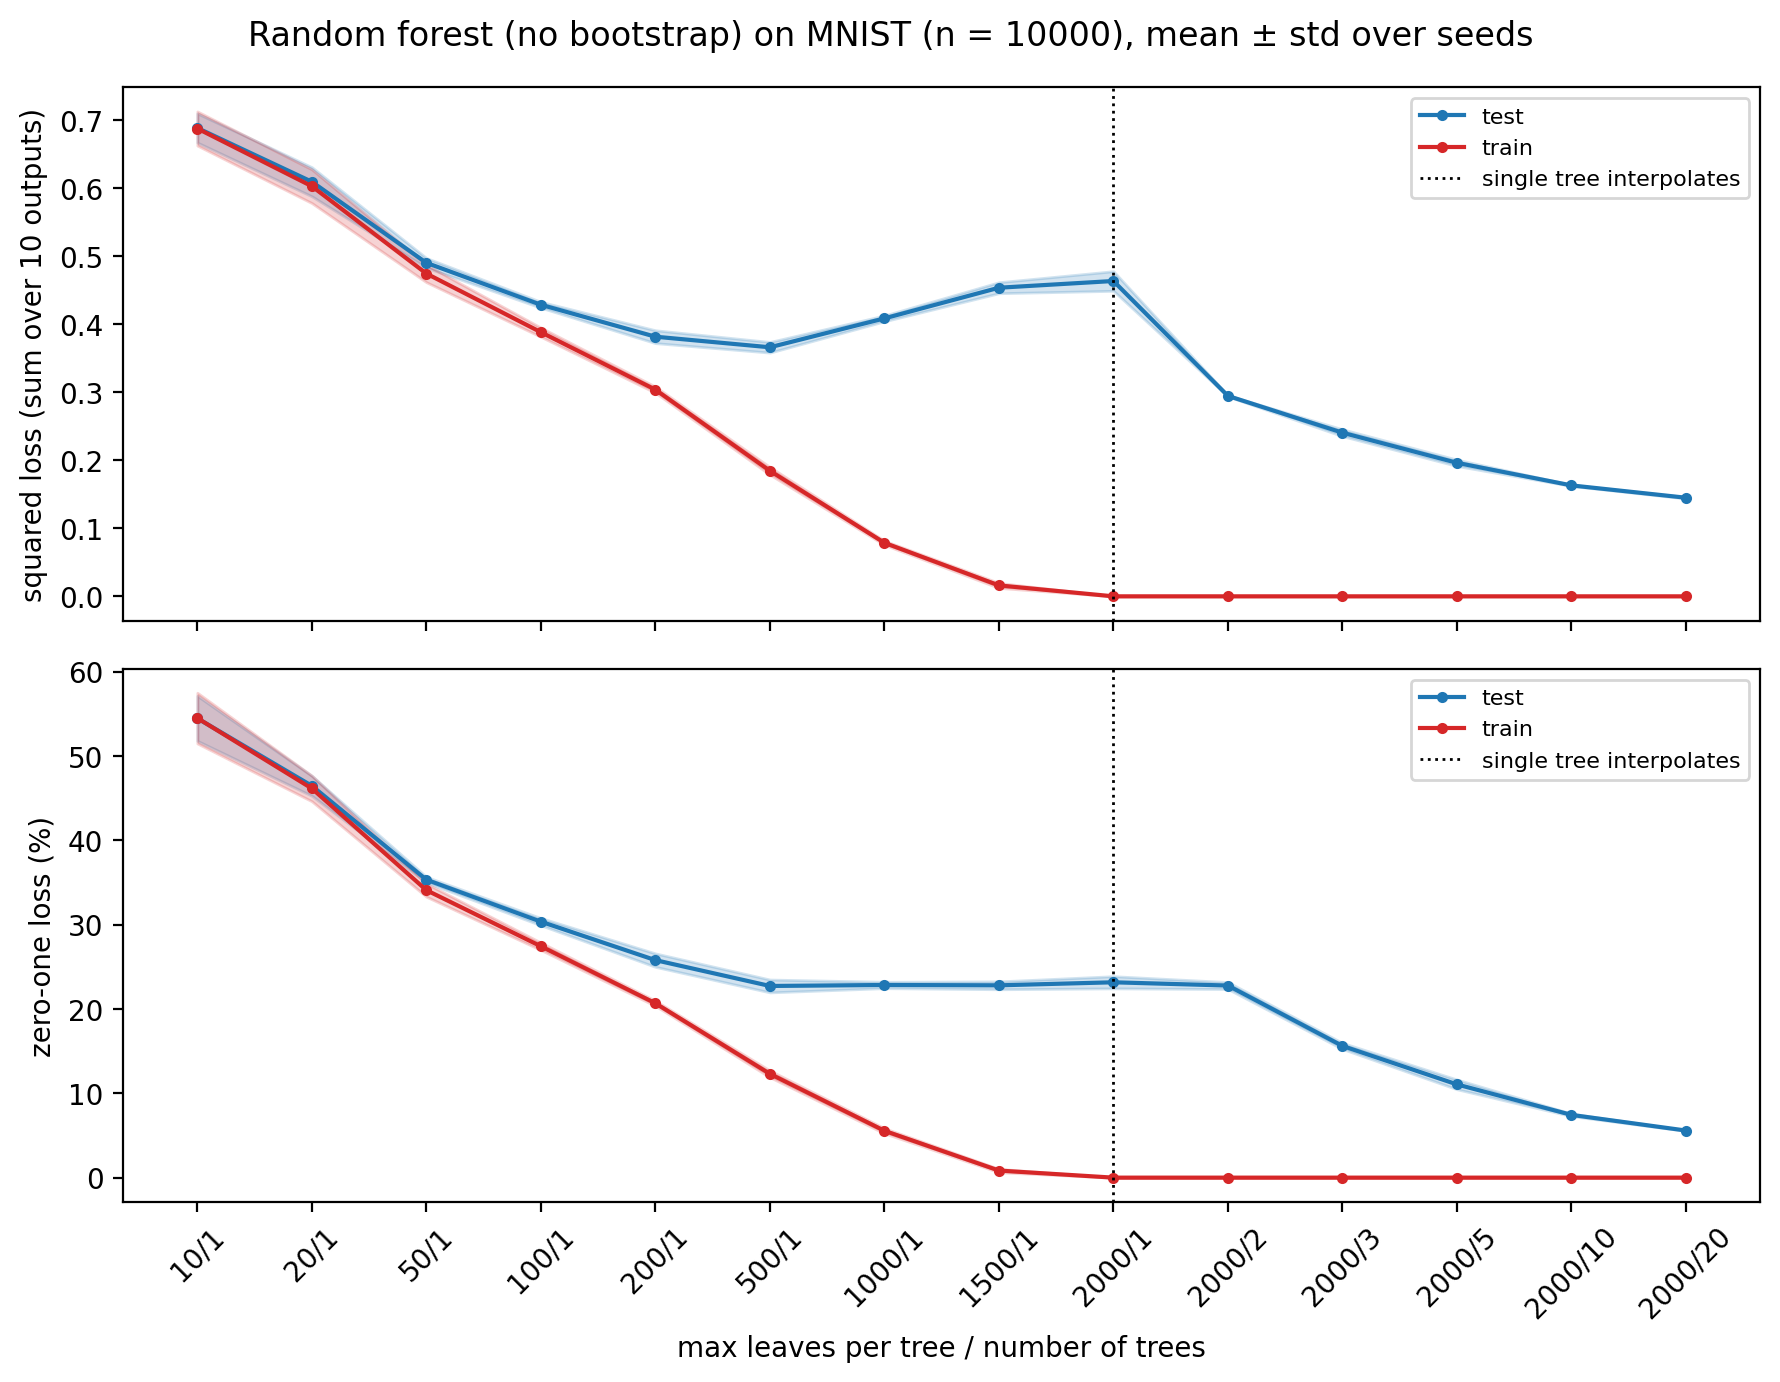 Random forest (no bootstrap) on MNIST (n = 10000), mean ± std over seeds
squared loss (sum over 10 outputs)
0.7
0.6
0.5
0.4
0.3
0.2
0.1
0.0
test
train
single tree interpolates
zero-one loss (%)
60
50
40
30
20
10
0
test
train
single tree interpolates
10/1
20/1
50/1
100/1
200/1
500/1
1000/1
1500/1
2000/1
2000/2
2000/3
2000/5
2000/10
2000/20
max leaves per tree / number of trees